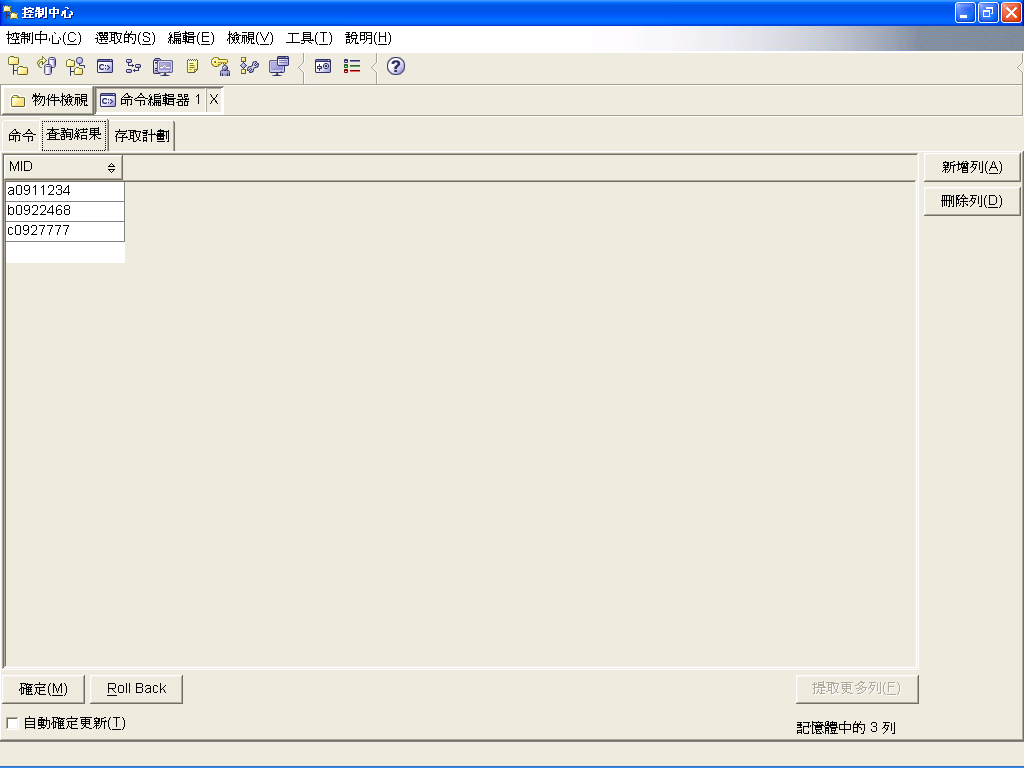 控制中心
控制中心(C) 選取的(S) 編輯(E) 檢視(V) 工具(T) 說明(H)
物件檢視 命令編輯器 1 X
命令 查詢結果 存取計劃
MID
a0911234
b0922468
c0927777
新增列(A)
刪除列(D)
確定(M) Roll Back 提取更多列(F)
自動確定更新(T)
記憶體中的 3 列